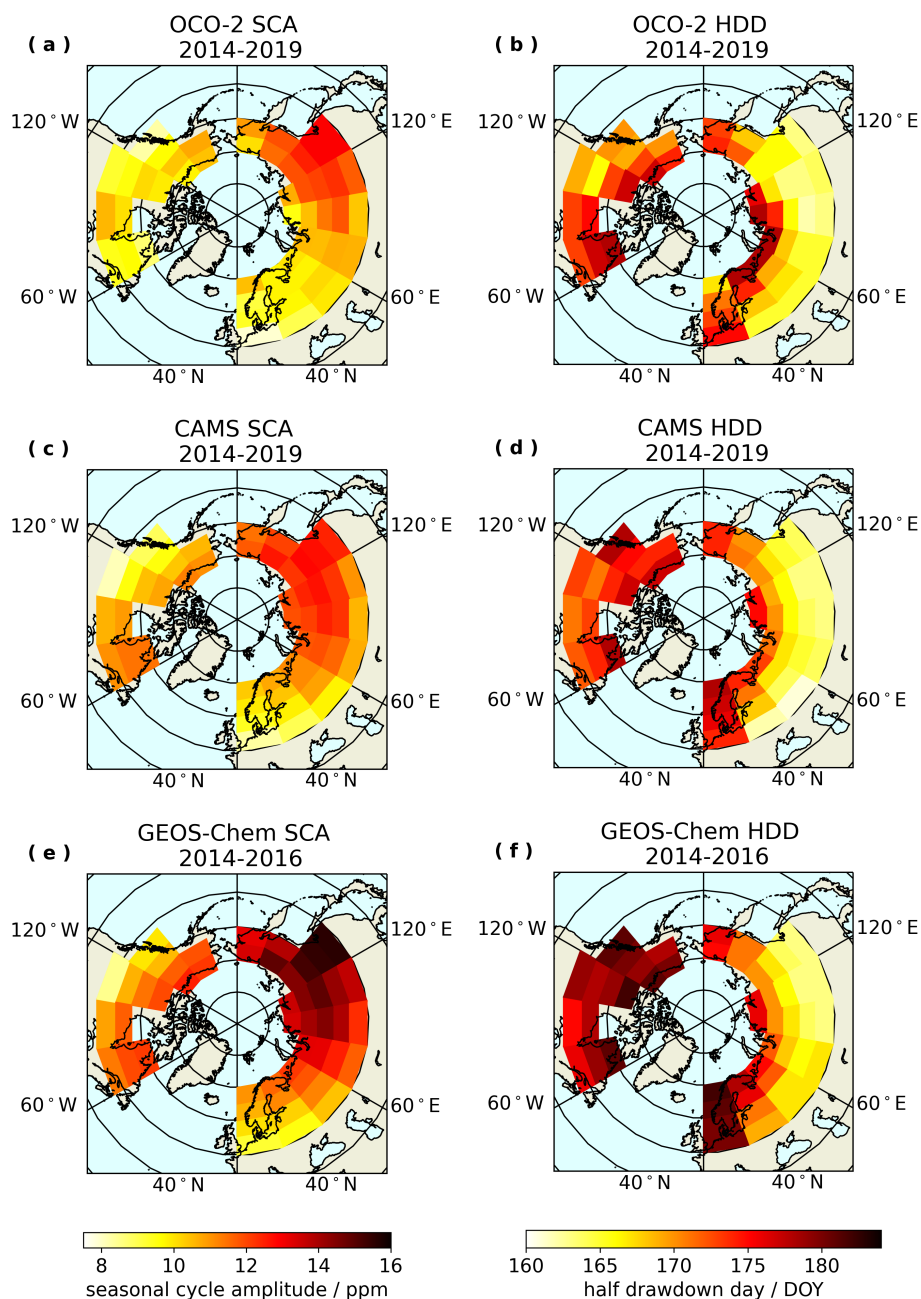 ( a )
OCO-2 SCA
2014-2019
120°W
120°E
60°W
60°E
40°N
40°N
( b )
OCO-2 HDD
2014-2019
120°W
120°E
60°W
60°E
40°N
40°N
( c )
CAMS SCA
2014-2019
120°W
120°E
60°W
60°E
40°N
40°N
( d )
CAMS HDD
2014-2019
120°W
120°E
60°W
60°E
40°N
40°N
( e )
GEOS-Chem SCA
2014-2016
120°W
120°E
60°W
60°E
40°N
40°N
( f )
GEOS-Chem HDD
2014-2016
120°W
120°E
60°W
60°E
40°N
40°N
8 10 12 14 16
seasonal cycle amplitude / ppm
160 165 170 175 180
half drawdown day / DOY